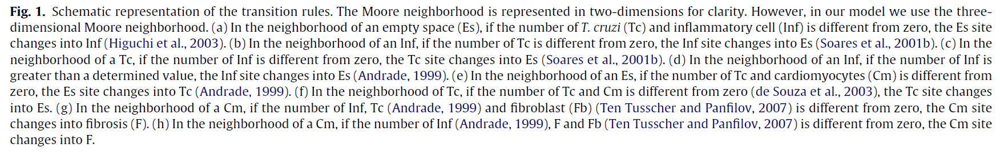 Fig. 1. Schematic representation of the transition rules. The Moore neighborhood is represented in two-dimensions for clarity. However, in our model we use the three-
dimensional Moore neighborhood. (a) In the neighborhood of an empty space (Es), if the number of T. cruzi (Tc) and inflammatory cell (Inf) is different from zero, the Es site
changes into Inf (Higuchi et al., 2003). (b) In the neighborhood of an Inf, if the number of Tc is different from zero, the Inf site changes into Es (Soares et al., 2001b). (c) In the
neighborhood of a Tc, if the number of Inf is different from zero, the Tc site changes into Es (Soares et al., 2001b). (d) In the neighborhood of an Inf, if the number of Inf is
greater than a determined value, the Inf site changes into Es (Andrade, 1999). (e) In the neighborhood of an Es, if the number of Tc and cardiomyocytes (Cm) is different from
zero, the Es site changes into Tc (Andrade, 1999). (f) In the neighborhood of Tc, if the number of Tc and Cm is different from zero (de Souza et al., 2003), the Tc site changes
into Es. (g) In the neighborhood of a Cm, if the number of Inf, Tc (Andrade, 1999) and fibroblast (Fb) (Ten Tusscher and Panfilov, 2007) is different from zero, the Cm site
changes into fibrosis (F). (h) In the neighborhood of a Cm, if the number of Inf (Andrade, 1999), F and Fb (Ten Tusscher and Panfilov, 2007) is different from zero, the Cm site
changes into F.